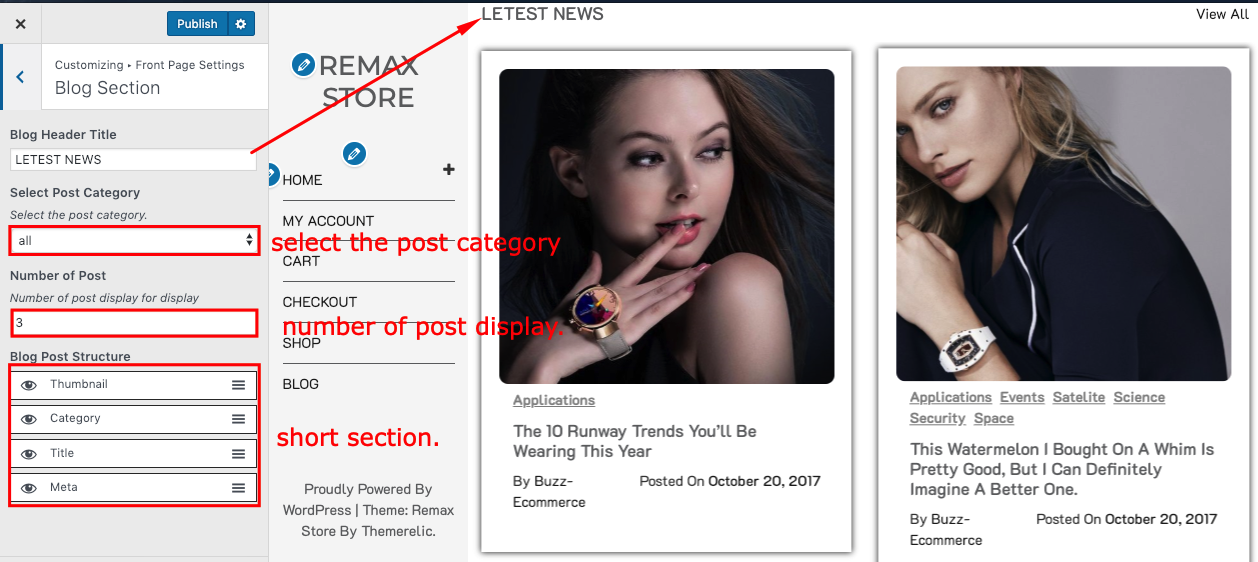 Publish
Customizing ▸ Front Page Settings
Blog Section
Blog Header Title
LETEST NEWS
Select Post Category
Select the post category.
all
select the post category
Number of Post
Number of post display for display
3
number of post display.
Blog Post Structure
Thumbnail
Category
Title
Meta
short section.
REMAX
STORE
HOME
MY ACCOUNT
CART
CHECKOUT
SHOP
BLOG
Proudly Powered By
WordPress | Theme: Remax
Store By Themerelic.
LETEST NEWS
View All
Applications
The 10 Runway Trends You'll Be
Wearing This Year
By Buzz-
Ecommerce
Posted On October 20, 2017
Applications Events Satelite Science
Security Space
This Watermelon I Bought On A Whim Is
Pretty Good, But I Can Definitely
Imagine A Better One.
By Buzz-
Ecommerce
Posted On October 20, 2017